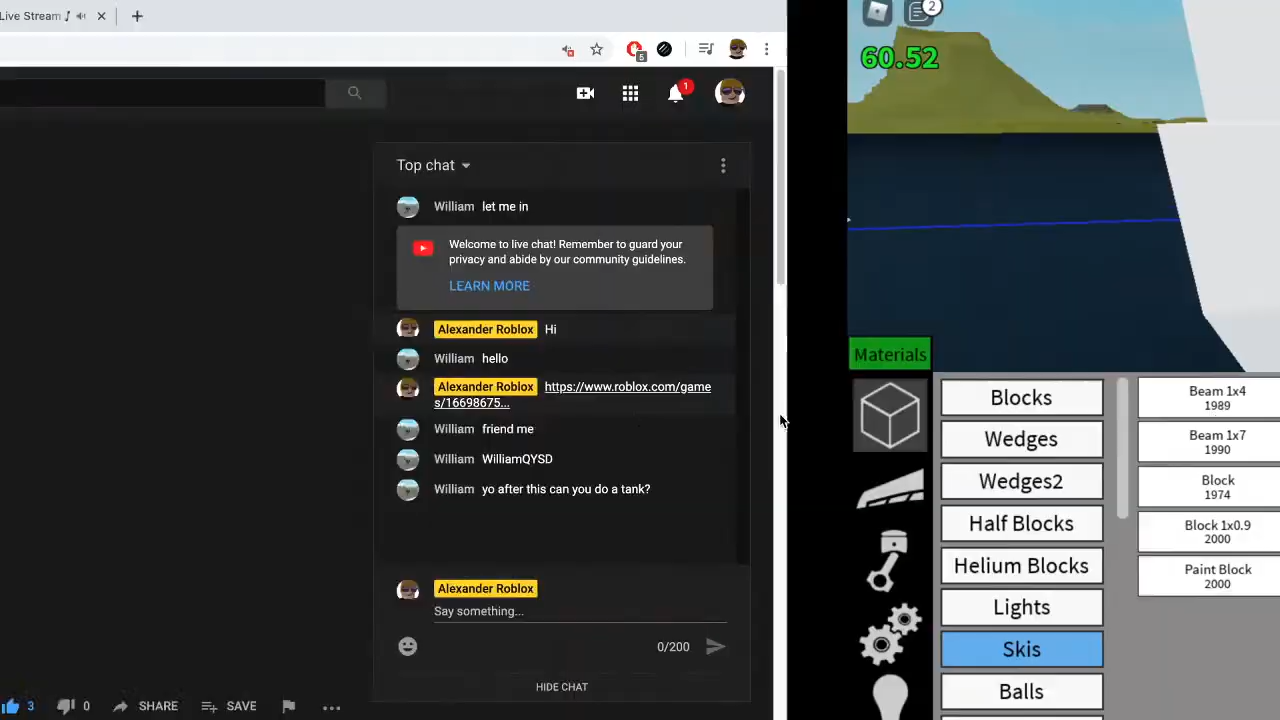 Live Stream
5
1
Top chat
William let me in
Welcome to live chat! Remember to guard your
privacy and abide by our community guidelines.
LEARN MORE
Alexander Roblox Hi
William hello
Alexander Roblox https://www.roblox.com/game
s/16698675...
William friend me
William WilliamQYSD
William yo after this can you do a tank?
Alexander Roblox
Say something...
0/200
HIDE CHAT
3
0
SHARE
SAVE
2
60.52
Materials
Blocks
Wedges
Wedges2
Half Blocks
Helium Blocks
Lights
Skis
Balls
Beam 1x4
1989
Beam 1x7
1990
Block
1974
Block 1x0.9
2000
Paint Block
2000